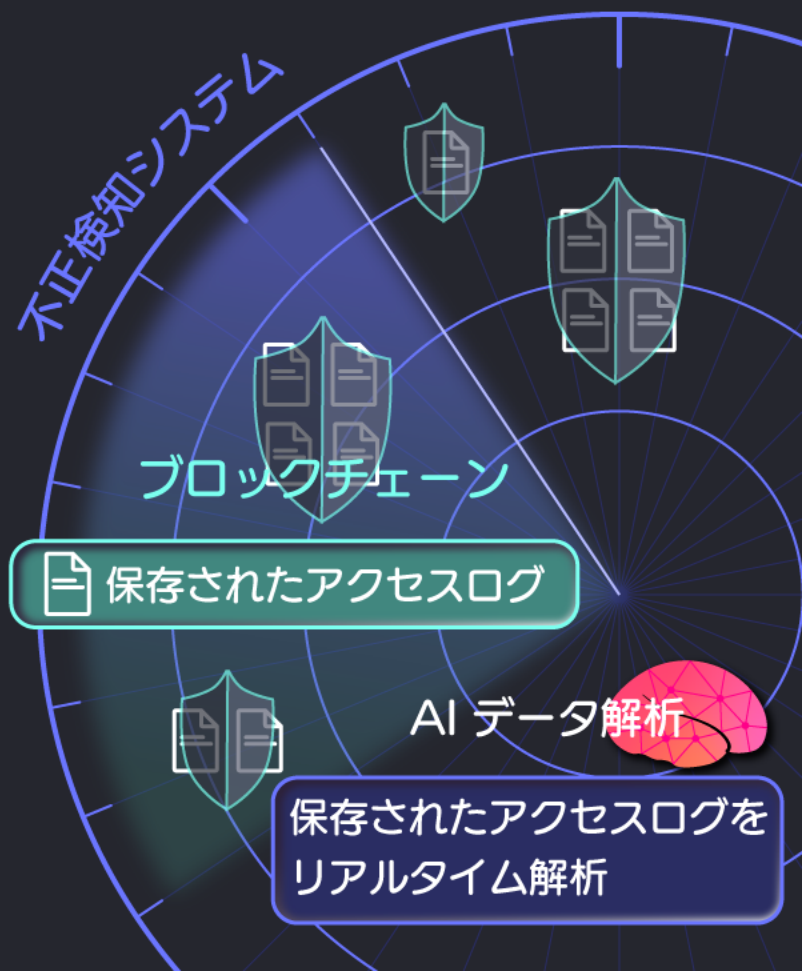 不正検知システム
ブロックチェーン
保存されたアクセスログ
AI データ解析
保存されたアクセスログを
リアルタイム解析